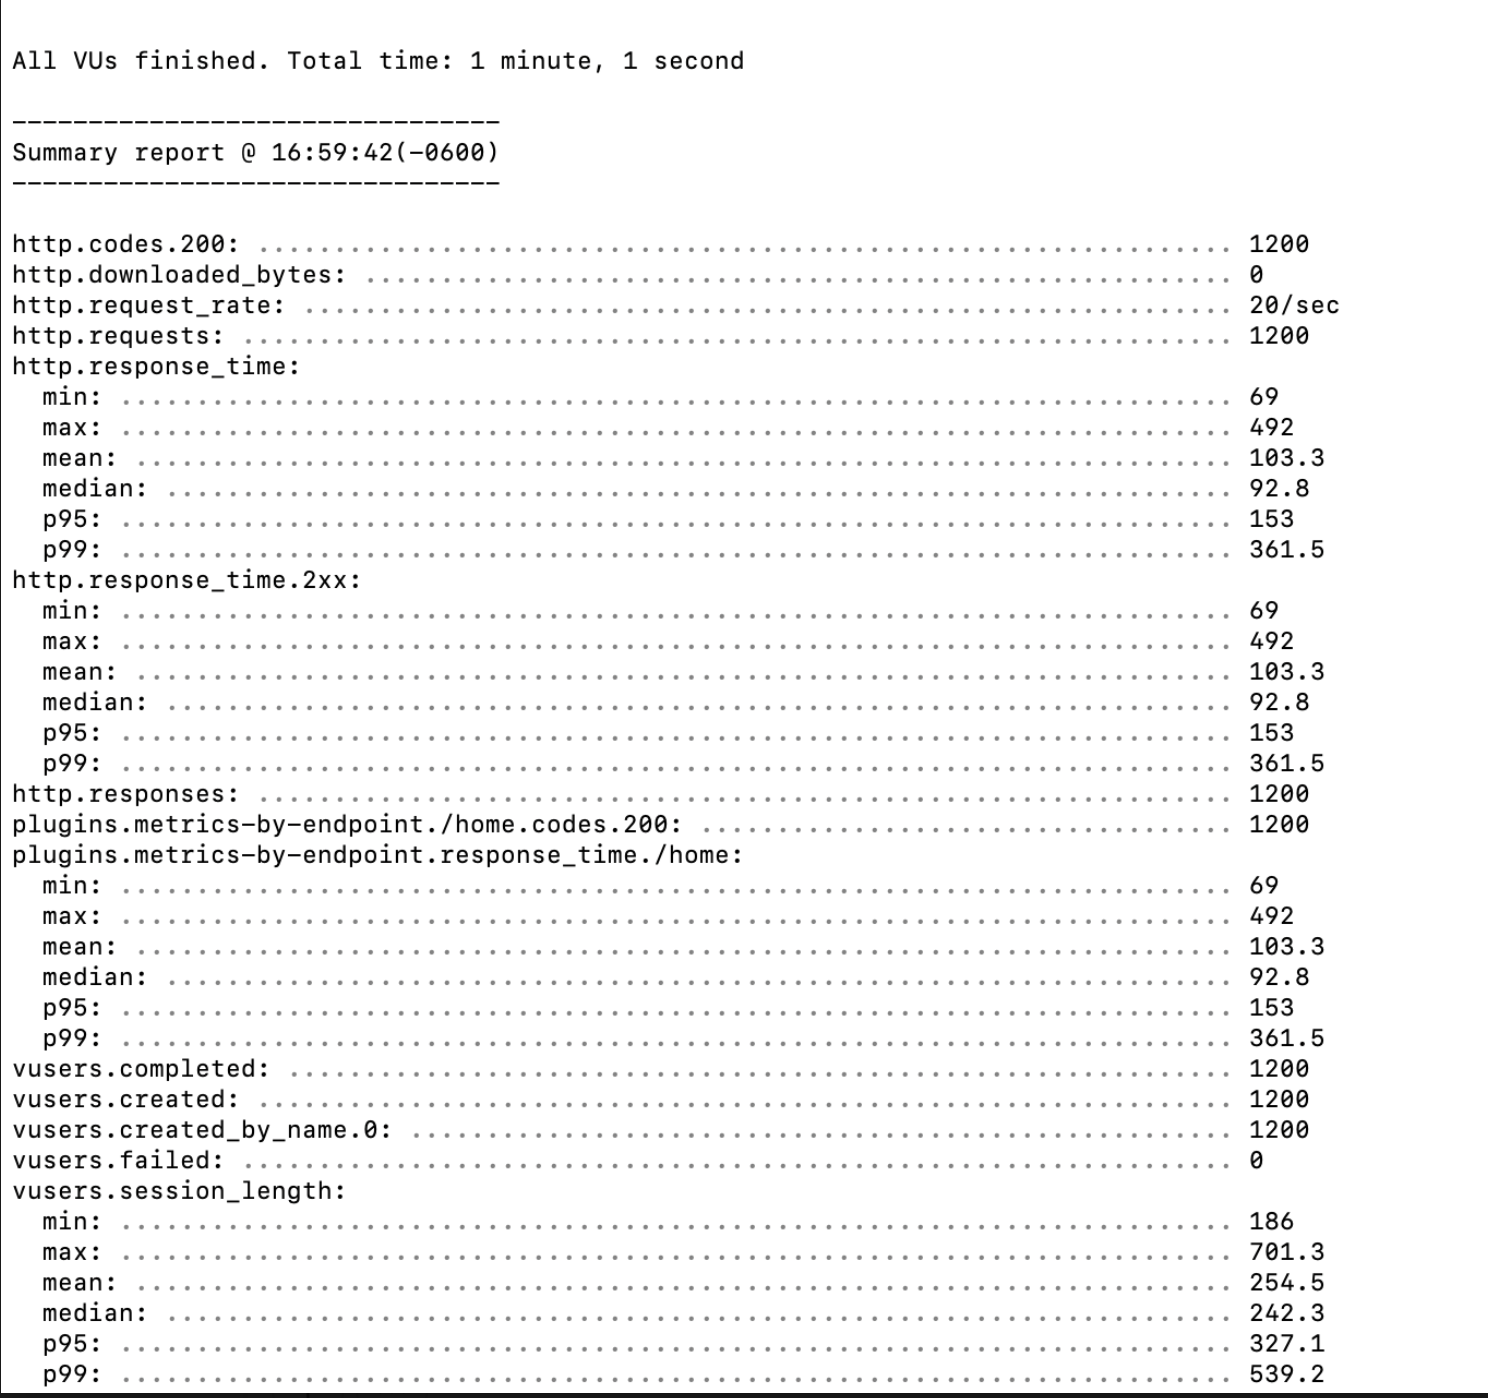 All VUs finished. Total time: 1 minute, 1 second
--------------------------------
Summary report @ 16:59:42(-0600)
--------------------------------
http.codes.200: ................................................................ 1200
http.downloaded_bytes: ......................................................... 0
http.request_rate: ............................................................. 20/sec
http.requests: ................................................................. 1200
http.response_time:
  min: ......................................................................... 69
  max: ......................................................................... 492
  mean: ........................................................................ 103.3
  median: ...................................................................... 92.8
  p95: ......................................................................... 153
  p99: ......................................................................... 361.5
http.response_time.2xx:
  min: ......................................................................... 69
  max: ......................................................................... 492
  mean: ........................................................................ 103.3
  median: ...................................................................... 92.8
  p95: ......................................................................... 153
  p99: ......................................................................... 361.5
http.responses: ................................................................ 1200
plugins.metrics-by-endpoint./home.codes.200: ................................... 1200
plugins.metrics-by-endpoint.response_time./home:
  min: ......................................................................... 69
  max: ......................................................................... 492
  mean: ........................................................................ 103.3
  median: ...................................................................... 92.8
  p95: ......................................................................... 153
  p99: ......................................................................... 361.5
vusers.completed: .............................................................. 1200
vusers.created: ................................................................ 1200
vusers.created_by_name.0: ...................................................... 1200
vusers.failed: ................................................................. 0
vusers.session_length:
  min: ......................................................................... 186
  max: ......................................................................... 701.3
  mean: ........................................................................ 254.5
  median: ...................................................................... 242.3
  p95: ......................................................................... 327.1
  p99: ......................................................................... 539.2